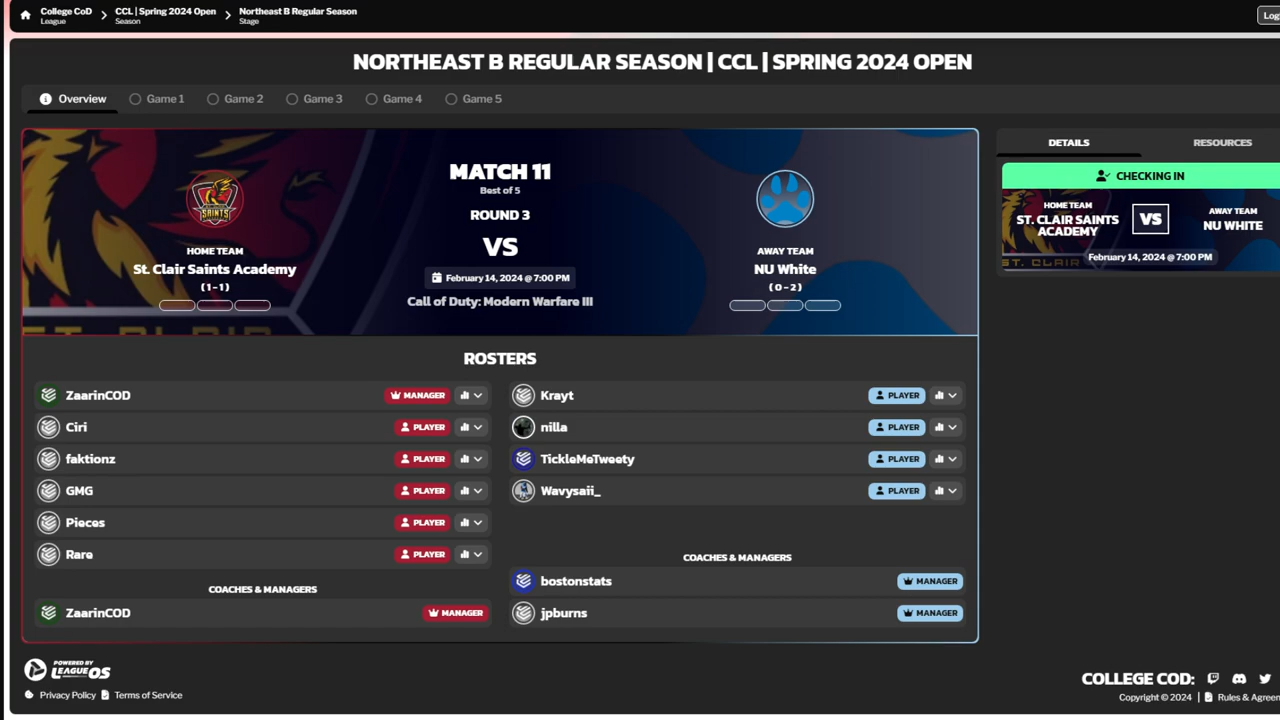 College CoD
League
CCL | Spring 2024 Open
Season
Northeast B Regular Season
Stage
Log
NORTHEAST B REGULAR SEASON | CCL | SPRING 2024 OPEN
Overview
Game 1
Game 2
Game 3
Game 4
Game 5
SAINTS
HOME TEAM
St. Clair Saints Academy
(1-1)
MATCH 11
Best of 5
ROUND 3
VS
February 14, 2024 @ 7:00 PM
Call of Duty: Modern Warfare III
AWAY TEAM
NU White
(0-2)
ST. CLAIR
DETAILS
RESOURCES
CHECKING IN
HOME TEAM
ST. CLAIR SAINTS
ACADEMY
VS
AWAY TEAM
NU WHITE
February 14, 2024 @ 7:00 PM
ST. CLAIR
ROSTERS
ZaarinCOD MANAGER
Ciri PLAYER
faktionz PLAYER
GMG PLAYER
Pieces PLAYER
Rare PLAYER
COACHES & MANAGERS
ZaarinCOD MANAGER
Krayt PLAYER
nilla PLAYER
TickleMeTweety PLAYER
Wavysaii_ PLAYER
COACHES & MANAGERS
bostonstats MANAGER
jpburns MANAGER
POWERED BY
LEAGUEOS
Privacy Policy
Terms of Service
COLLEGE COD:
Copyright © 2024 | Rules & Agreen